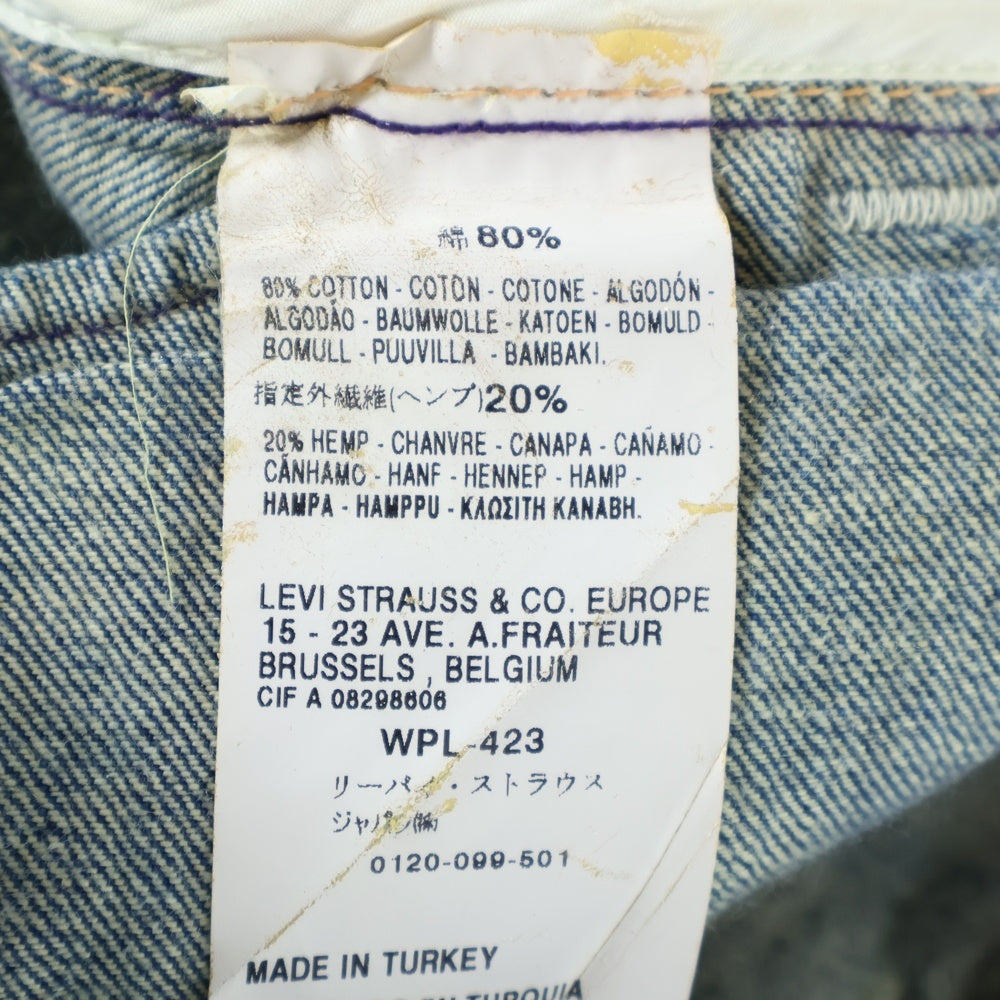 綿 80%
80% COTTON - COTON - COTONE - ALGODÓN -
ALGODÃO - BAUMWOLLE - KATOEN - BOMULD -
BOMULL - PUUVILLA - BAMBAKI.
指定外繊維(ヘンプ)20%
20% HEMP - CHANVRE - CANAPA - CAÑAMO -
CÃNHAMO - HANF - HENNEP - HAMP -
HAMPA - HAMPPU - ΚΛΩΣΙΤΗ ΚΑΝΑΒΗ.
LEVI STRAUSS & CO. EUROPE
15 - 23 AVE. A.FRAITEUR
BRUSSELS , BELGIUM
CIF A 08298606
WPL-423
リーバイ・ストラウス
ジャパン㈱
0120-099-501
MADE IN TURKEY
EN TURQUIA